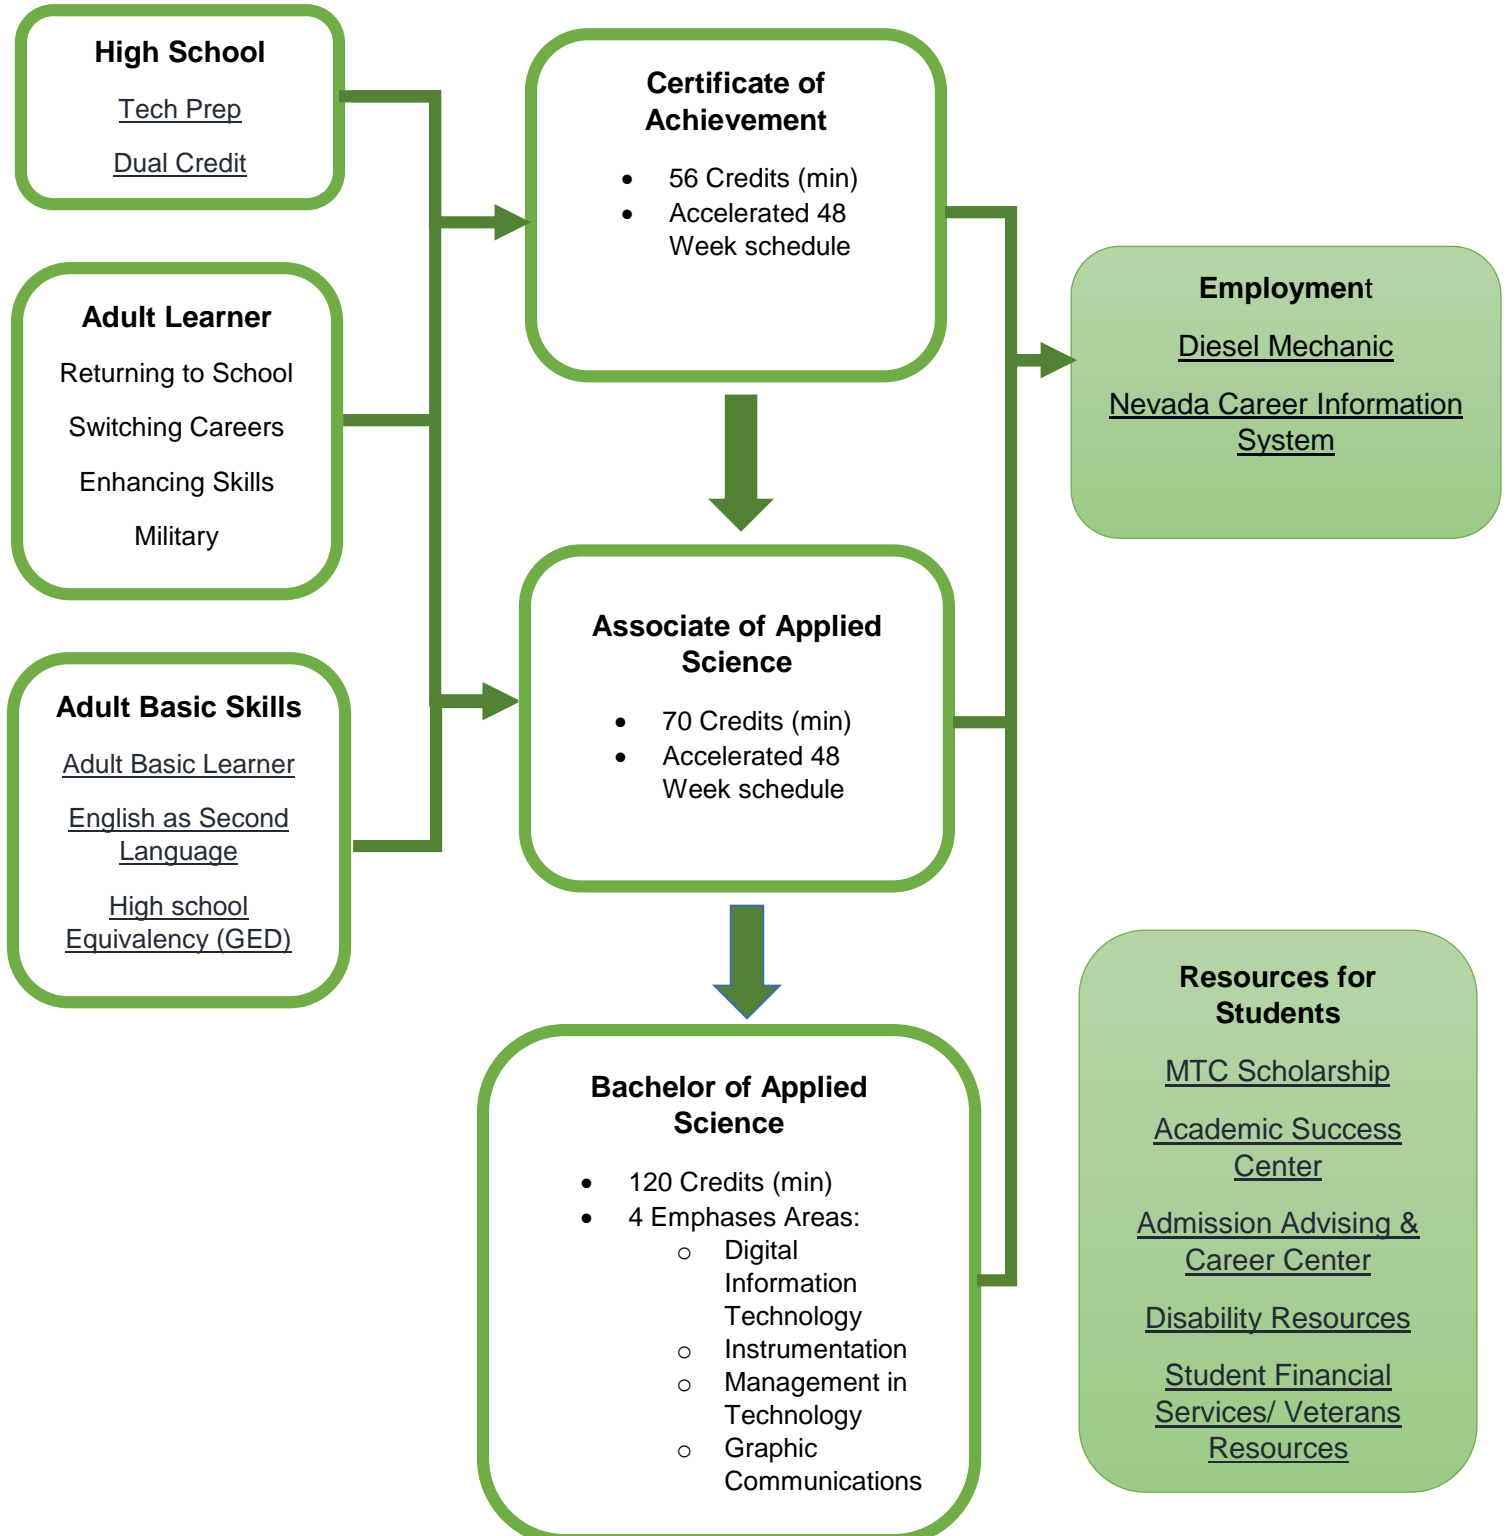 High School
Tech Prep
Dual Credit
Adult Learner
Returning to School
Switching Careers
Enhancing Skills
Military
Adult Basic Skills
Adult Basic Learner
English as Second
Language
High school
Equivalency (GED)
Certificate of
Achievement
• 56 Credits (min)
• Accelerated 48
Week schedule
Associate of Applied
Science
• 70 Credits (min)
• Accelerated 48
Week schedule
Bachelor of Applied
Science
• 120 Credits (min)
• 4 Emphases Areas:
o Digital
Information
Technology
o Instrumentation
o Management in
Technology
o Graphic
Communications
Employment
Diesel Mechanic
Nevada Career Information
System
Resources for
Students
MTC Scholarship
Academic Success
Center
Admission Advising &
Career Center
Disability Resources
Student Financial
Services/ Veterans
Resources